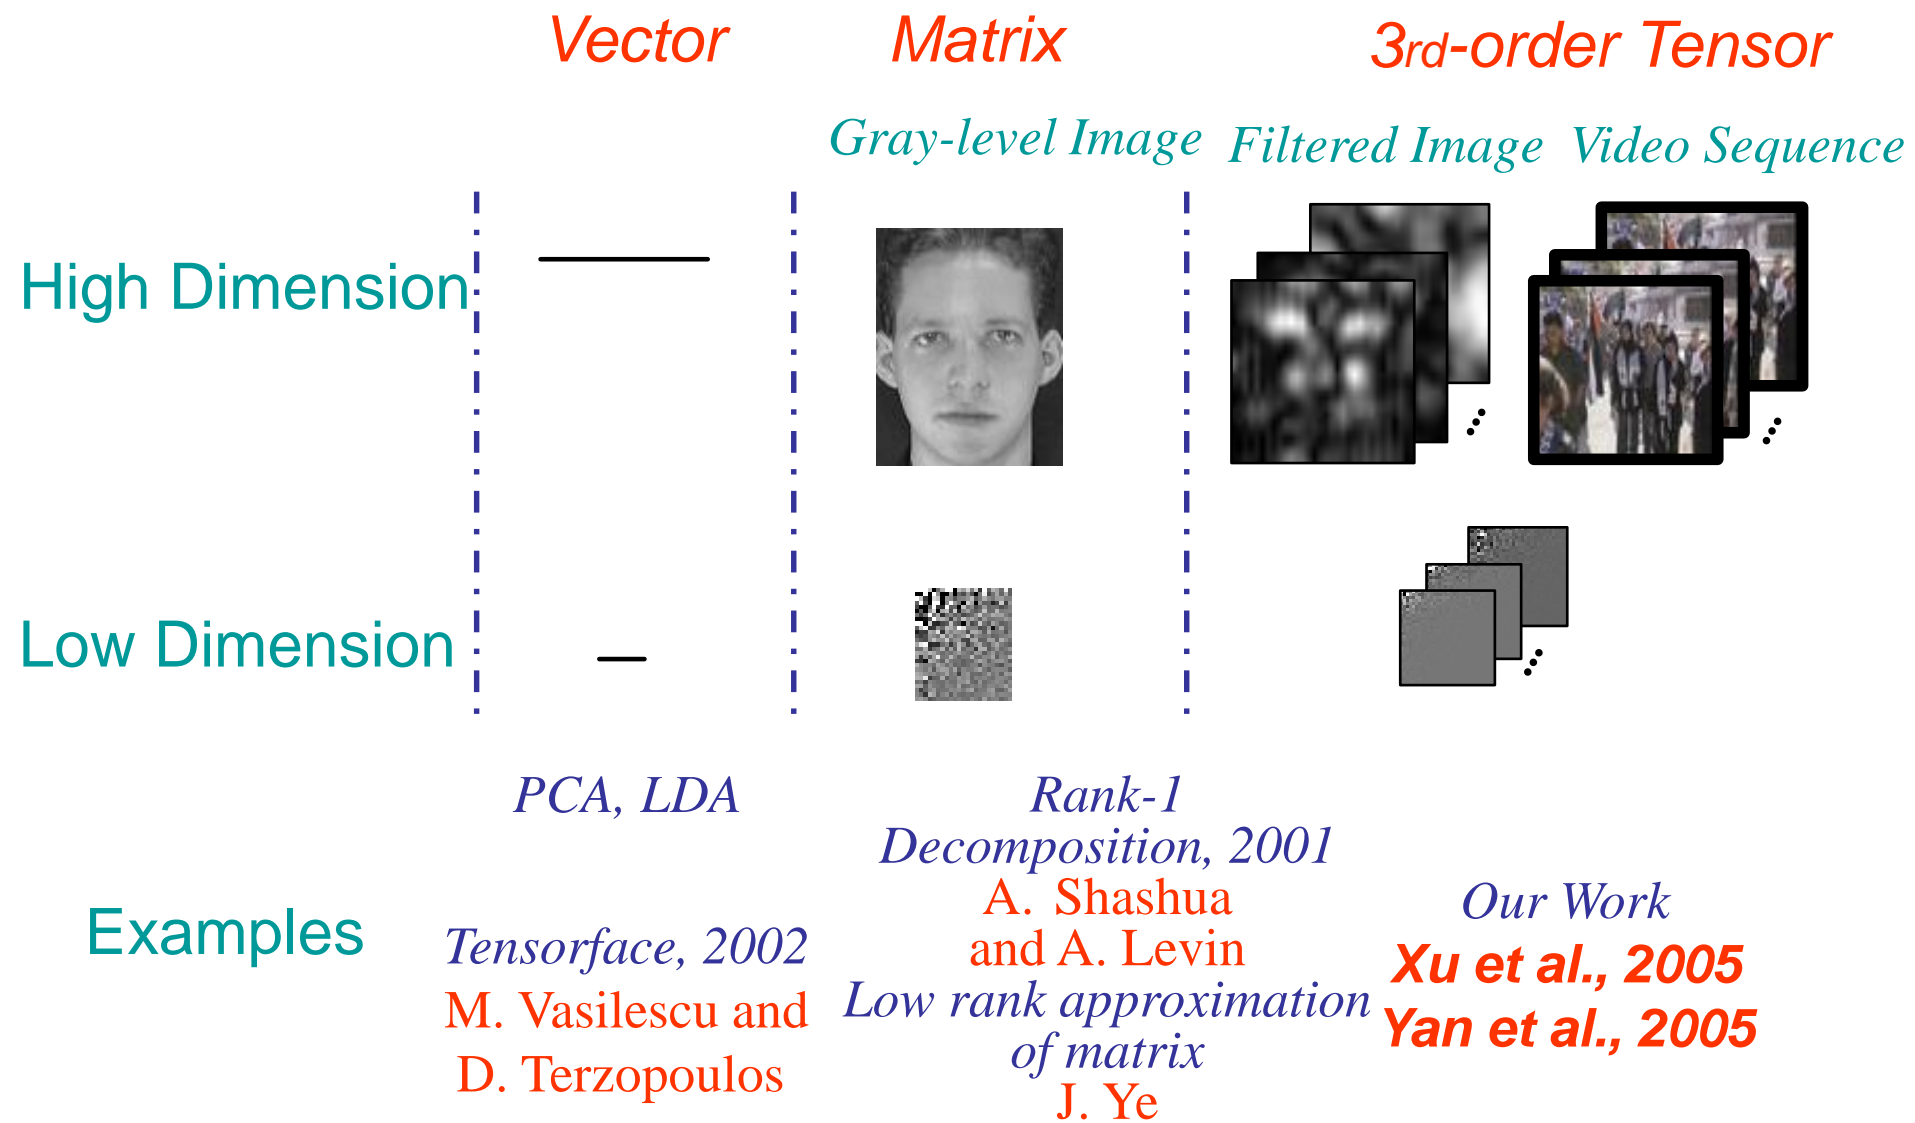 Vector Matrix 3rd-order Tensor
Gray-level Image Filtered Image Video Sequence
High Dimension
Low Dimension
Examples
PCA, LDA
Tensorface, 2002
M. Vasilescu and
D. Terzopoulos
Rank-1
Decomposition, 2001
A. Shashua
and A. Levin
Low rank approximation
of matrix
J. Ye
Our Work
Xu et al., 2005
Yan et al., 2005